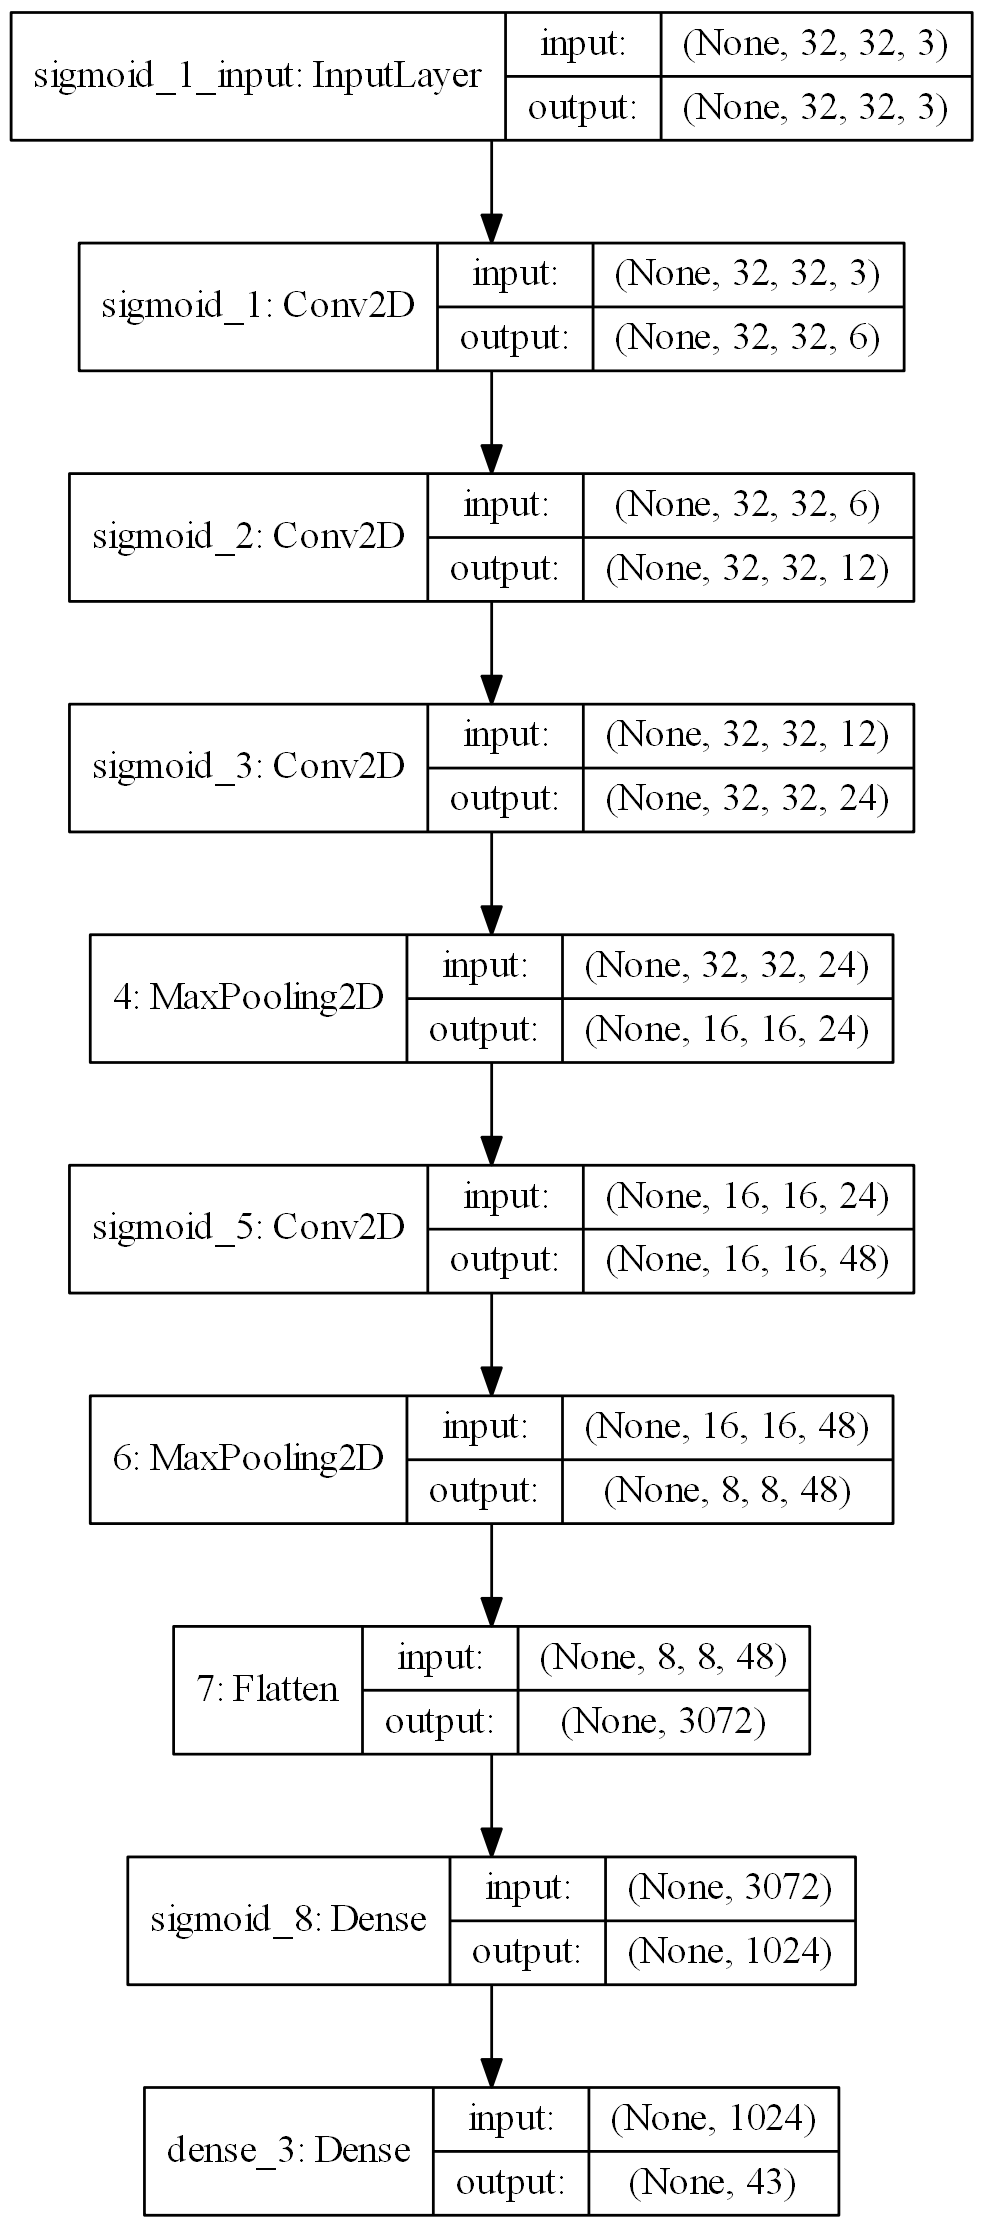 sigmoid_1_input: InputLayer
input:
(None, 32, 32, 3)
output:
(None, 32, 32, 3)
sigmoid_1: Conv2D
input:
(None, 32, 32, 3)
output:
(None, 32, 32, 6)
sigmoid_2: Conv2D
input:
(None, 32, 32, 6)
output:
(None, 32, 32, 12)
sigmoid_3: Conv2D
input:
(None, 32, 32, 12)
output:
(None, 32, 32, 24)
4: MaxPooling2D
input:
(None, 32, 32, 24)
output:
(None, 16, 16, 24)
sigmoid_5: Conv2D
input:
(None, 16, 16, 24)
output:
(None, 16, 16, 48)
6: MaxPooling2D
input:
(None, 16, 16, 48)
output:
(None, 8, 8, 48)
7: Flatten
input:
(None, 8, 8, 48)
output:
(None, 3072)
sigmoid_8: Dense
input:
(None, 3072)
output:
(None, 1024)
dense_3: Dense
input:
(None, 1024)
output:
(None, 43)